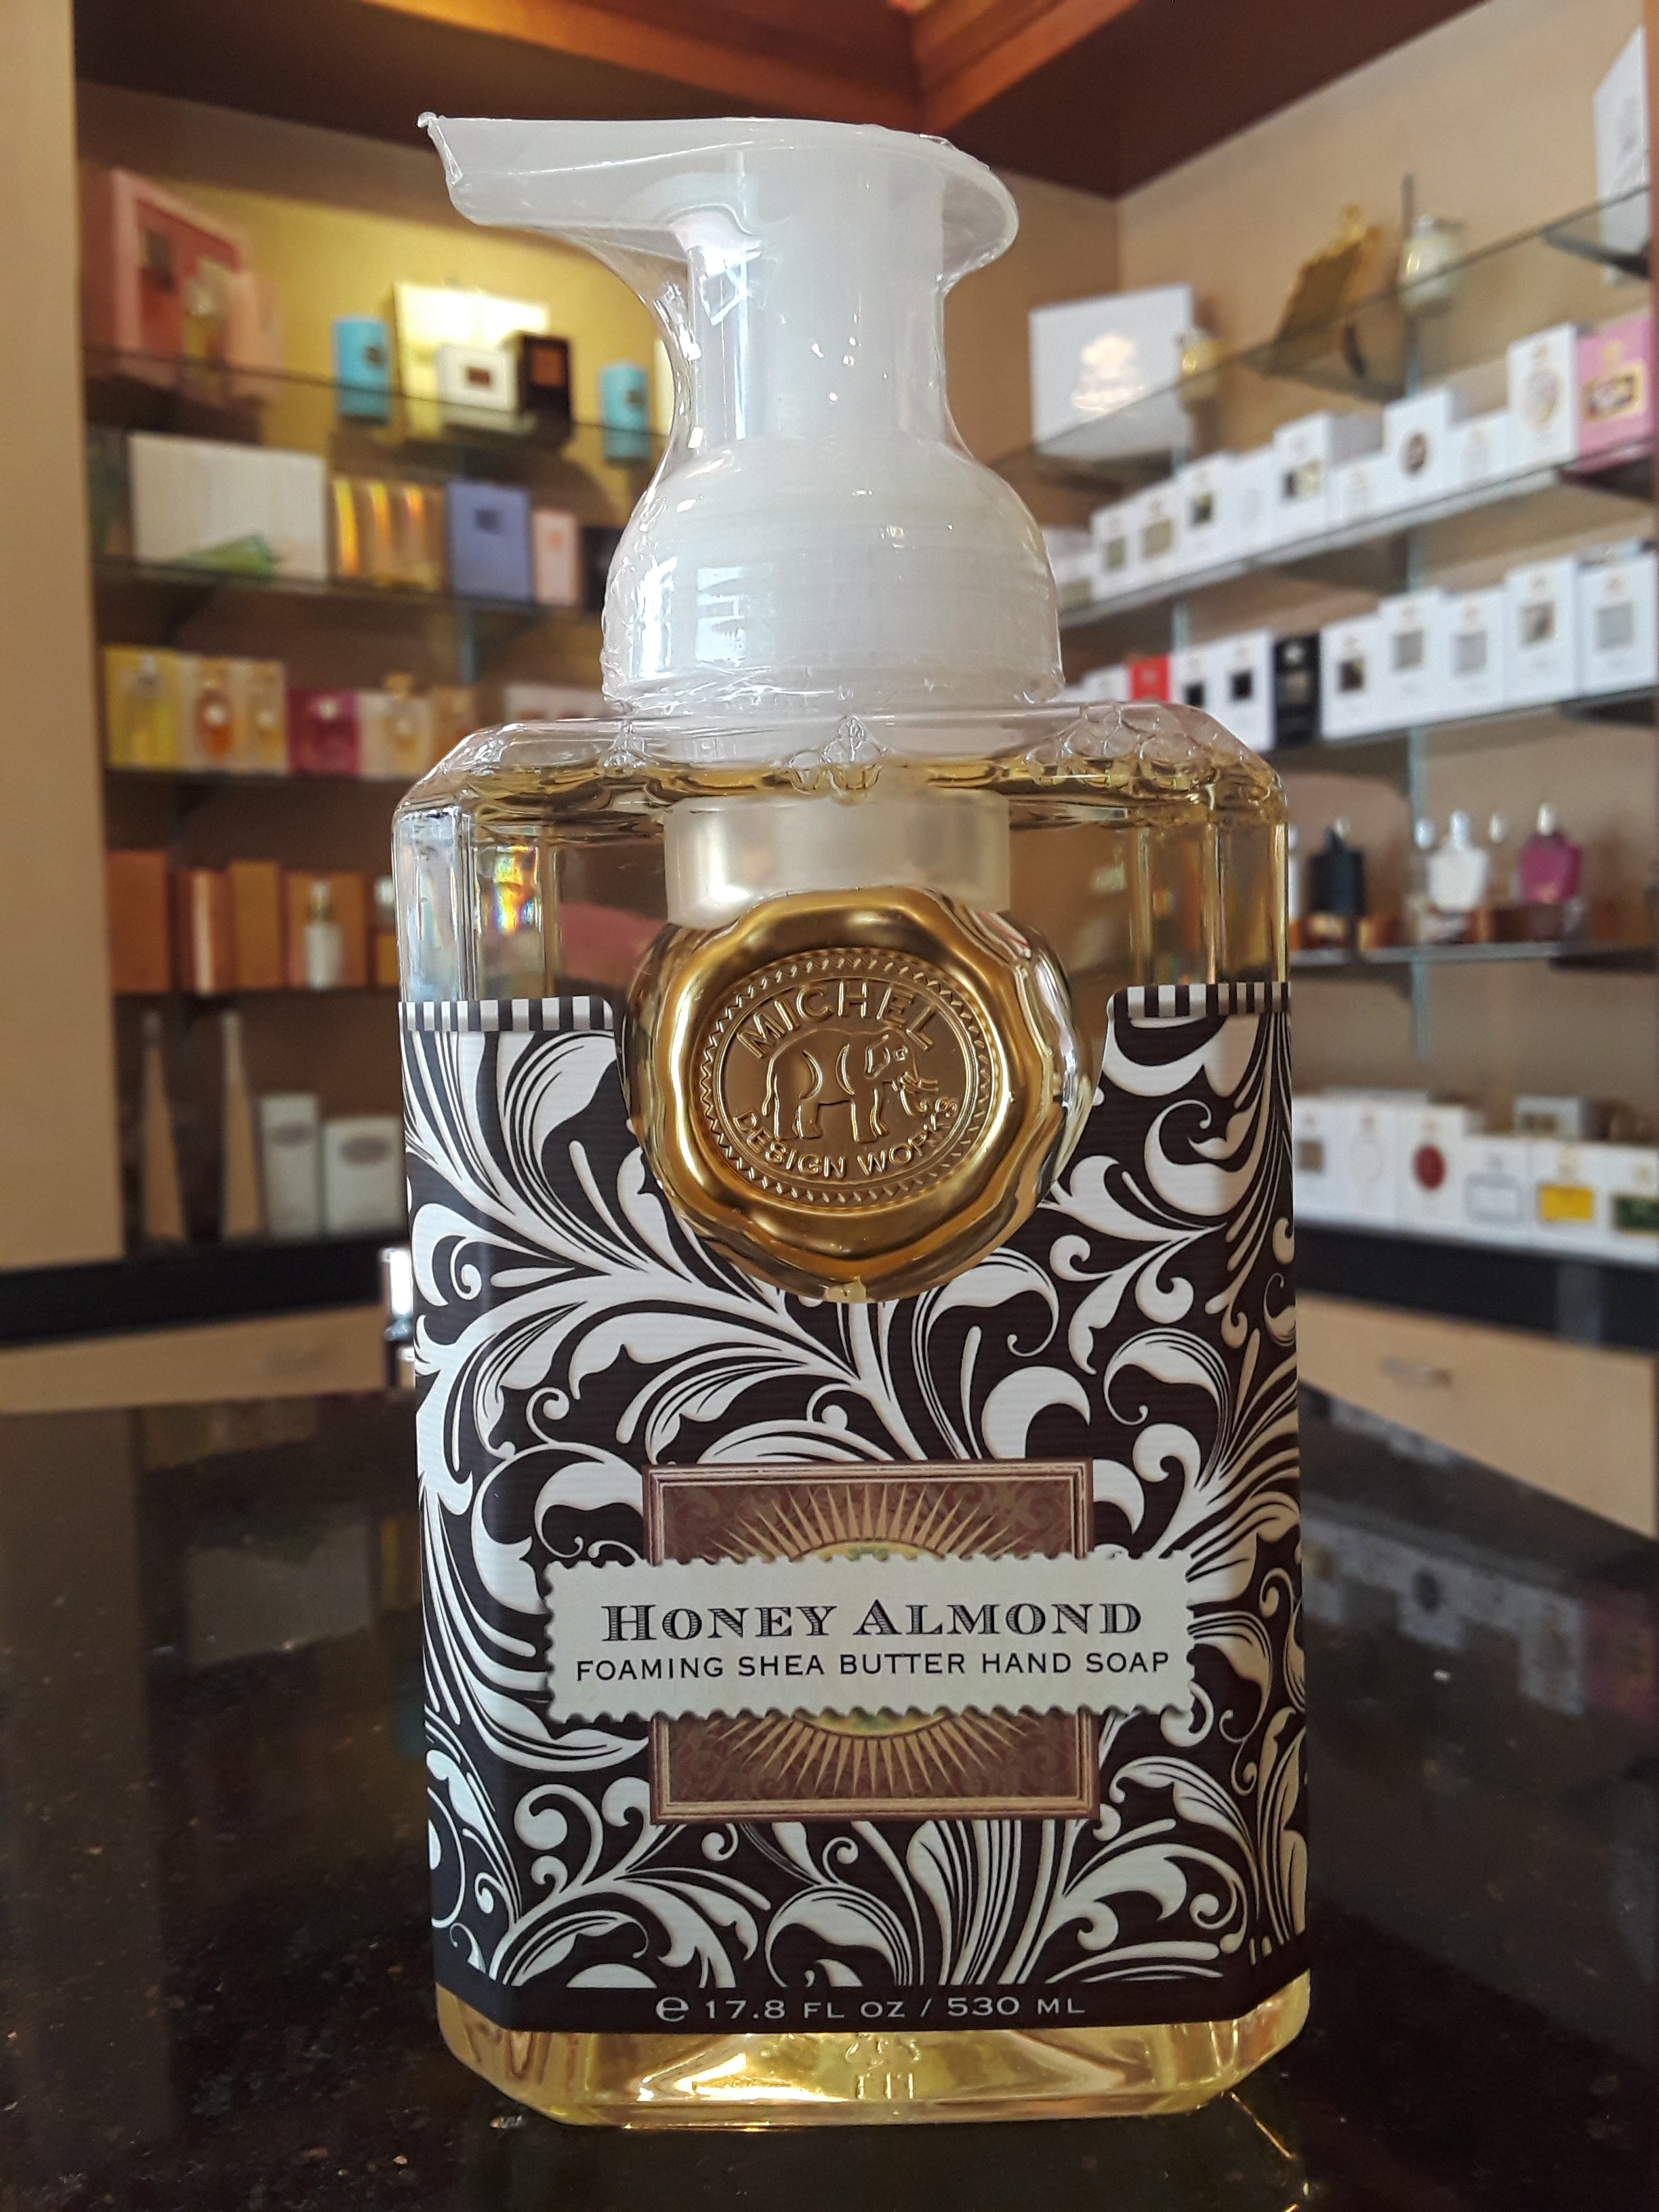 MICHEL
DESIGN WORKS
HONEY ALMOND
FOAMING SHEA BUTTER HAND SOAP
℮ 17.8 FL OZ / 530 ML